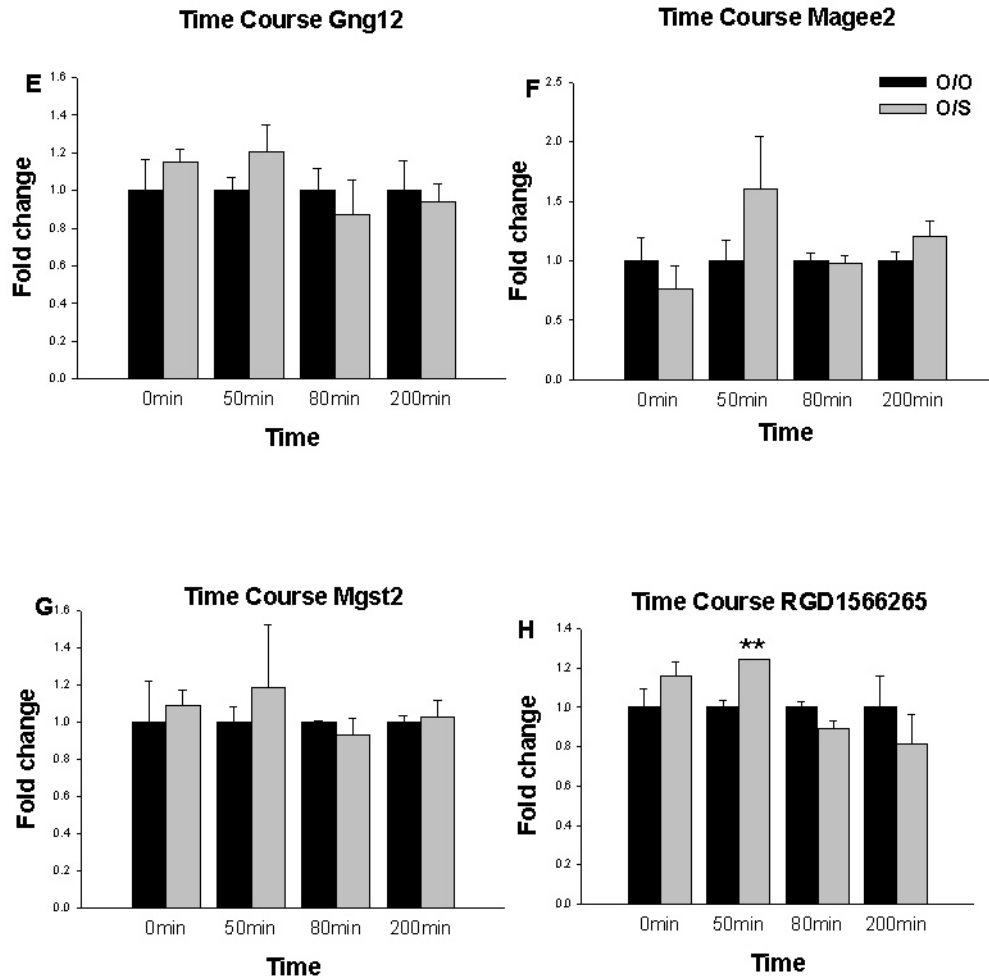 Time Course Gng12
E
1.6
1.4
1.2
1.0
0.8
0.6
0.4
0.2
0.0
Fold change
0min 50min 80min 200min
Time
Time Course Magee2
F
O/O
O/S
2.5
2.0
1.5
1.0
0.5
0.0
Fold change
0min 50min 80min 200min
Time
Time Course Mgst2
G
1.6
1.4
1.2
1.0
0.8
0.6
0.4
0.2
0.0
Fold change
0min 50min 80min 200min
Time
Time Course RGD1566265
H
**
1.4
1.2
1.0
0.8
0.6
0.4
0.2
0.0
Fold change
0min 50min 80min 200min
Time